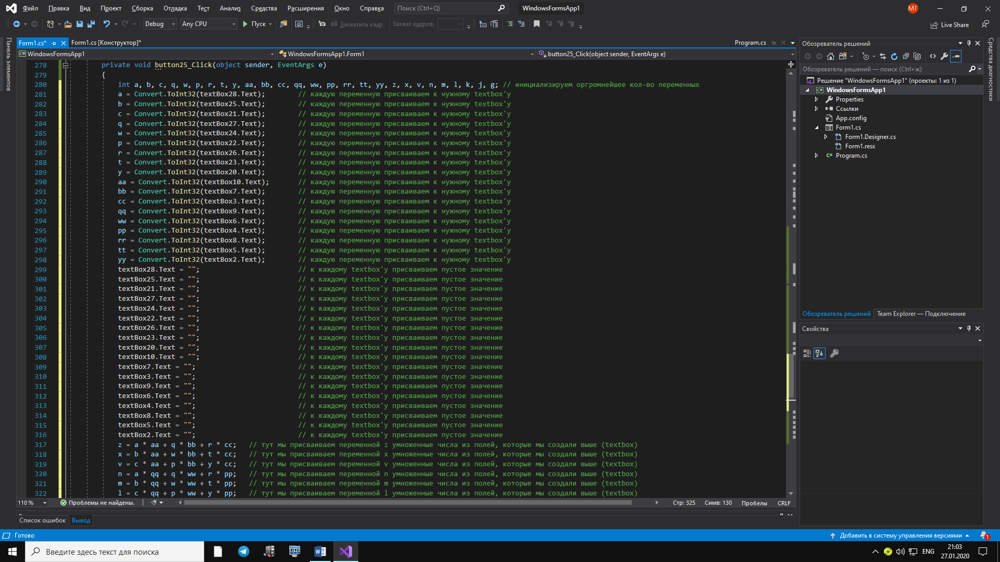 Файл Правка Вид Проект Сборка Отладка Тест Анализ Средства Расширения Окно Справка Поиск (Ctrl+Q) WindowsFormsApp1 МГ
Debug Any CPU Пуск Захватить кадр Захват кадров: Live Share
Панель элементов
Form1.cs* Form1.cs [Конструктор]* Program.cs
WindowsFormsApp1 WindowsFormsApp1.Form1 button25_Click(object sender, EventArgs e)
278 private void button25_Click(object sender, EventArgs e)
279 {
280 int a, b, c, q, w, p, r, t, y, aa, bb, cc, qq, ww, pp, rr, tt, yy, z, x, v, n, m, l, k, j, g; // инициализируем оргромнейшее кол-во переменных
281 a = Convert.ToInt32(textBox28.Text); // каждую переменную присваиваем к нужному textbox'у
282 b = Convert.ToInt32(textBox25.Text); // каждую переменную присваиваем к нужному textbox'у
283 c = Convert.ToInt32(textBox21.Text); // каждую переменную присваиваем к нужному textbox'у
284 q = Convert.ToInt32(textBox27.Text); // каждую переменную присваиваем к нужному textbox'у
285 w = Convert.ToInt32(textBox24.Text); // каждую переменную присваиваем к нужному textbox'у
286 p = Convert.ToInt32(textBox22.Text); // каждую переменную присваиваем к нужному textbox'у
287 r = Convert.ToInt32(textBox26.Text); // каждую переменную присваиваем к нужному textbox'у
288 t = Convert.ToInt32(textBox23.Text); // каждую переменную присваиваем к нужному textbox'у
289 y = Convert.ToInt32(textBox20.Text); // каждую переменную присваиваем к нужному textbox'у
290 aa = Convert.ToInt32(textBox10.Text); // каждую переменную присваиваем к нужному textbox'у
291 bb = Convert.ToInt32(textBox7.Text); // каждую переменную присваиваем к нужному textbox'у
292 cc = Convert.ToInt32(textBox3.Text); // каждую переменную присваиваем к нужному textbox'у
293 qq = Convert.ToInt32(textBox9.Text); // каждую переменную присваиваем к нужному textbox'у
294 ww = Convert.ToInt32(textBox6.Text); // каждую переменную присваиваем к нужному textbox'у
295 pp = Convert.ToInt32(textBox4.Text); // каждую переменную присваиваем к нужному textbox'у
296 rr = Convert.ToInt32(textBox8.Text); // каждую переменную присваиваем к нужному textbox'у
297 tt = Convert.ToInt32(textBox5.Text); // каждую переменную присваиваем к нужному textbox'у
298 yy = Convert.ToInt32(textBox2.Text); // каждую переменную присваиваем к нужному textbox'у
299 textBox28.Text = ""; // к каждому textbox'у присваиваем пустое значение
300 textBox25.Text = ""; // к каждому textbox'у присваиваем пустое значение
301 textBox21.Text = ""; // к каждому textbox'у присваиваем пустое значение
302 textBox27.Text = ""; // к каждому textbox'у присваиваем пустое значение
303 textBox24.Text = ""; // к каждому textbox'у присваиваем пустое значение
304 textBox22.Text = ""; // к каждому textbox'у присваиваем пустое значение
305 textBox26.Text = ""; // к каждому textbox'у присваиваем пустое значение
306 textBox23.Text = ""; // к каждому textbox'у присваиваем пустое значение
307 textBox20.Text = ""; // к каждому textbox'у присваиваем пустое значение
308 textBox10.Text = ""; // к каждому textbox'у присваиваем пустое значение
309 textBox7.Text = ""; // к каждому textbox'у присваиваем пустое значение
310 textBox3.Text = ""; // к каждому textbox'у присваиваем пустое значение
311 textBox9.Text = ""; // к каждому textbox'у присваиваем пустое значение
312 textBox6.Text = ""; // к каждому textbox'у присваиваем пустое значение
313 textBox4.Text = ""; // к каждому textbox'у присваиваем пустое значение
314 textBox8.Text = ""; // к каждому textbox'у присваиваем пустое значение
315 textBox5.Text = ""; // к каждому textbox'у присваиваем пустое значение
316 textBox2.Text = ""; // к каждому textbox'у присваиваем пустое значение
317 z = a * aa + q * bb + r * cc; // тут мы присваиваем переменной z умноженные числа из полей, которые мы создали выше (textbox)
318 x = b * aa + w * bb + t * cc; // тут мы присваиваем переменной x умноженные числа из полей, которые мы создали выше (textbox)
319 v = c * aa + p * bb + y * cc; // тут мы присваиваем переменной v умноженные числа из полей, которые мы создали выше (textbox)
320 n = a * qq + q * ww + r * pp; // тут мы присваиваем переменной n умноженные числа из полей, которые мы создали выше (textbox)
321 m = b * qq + w * ww + t * pp; // тут мы присваиваем переменной m умноженные числа из полей, которые мы создали выше (textbox)
322 l = c * qq + p * ww + y * pp; // тут мы присваиваем переменной l умноженные числа из полей, которые мы создали выше (textbox)
110 % Проблемы не найдены. Стр: 325 Симв: 130 Пробелы CRLF
Список ошибок Вывод
Обозреватель решений
Обозреватель решений — поиск (Ctrl+ж)
Решение "WindowsFormsApp1" (проекты: 1 из 1)
WindowsFormsApp1
Properties
Ссылки
App.config
Form1.cs
Form1.Designer.cs
Form1.resx
Program.cs
Обозреватель решений Team Explorer — Подключение
Свойства
Средства диагностики
Готово Добавить в систему управления версиями 1
Введите здесь текст для поиска ENG 21:03
27.01.2020